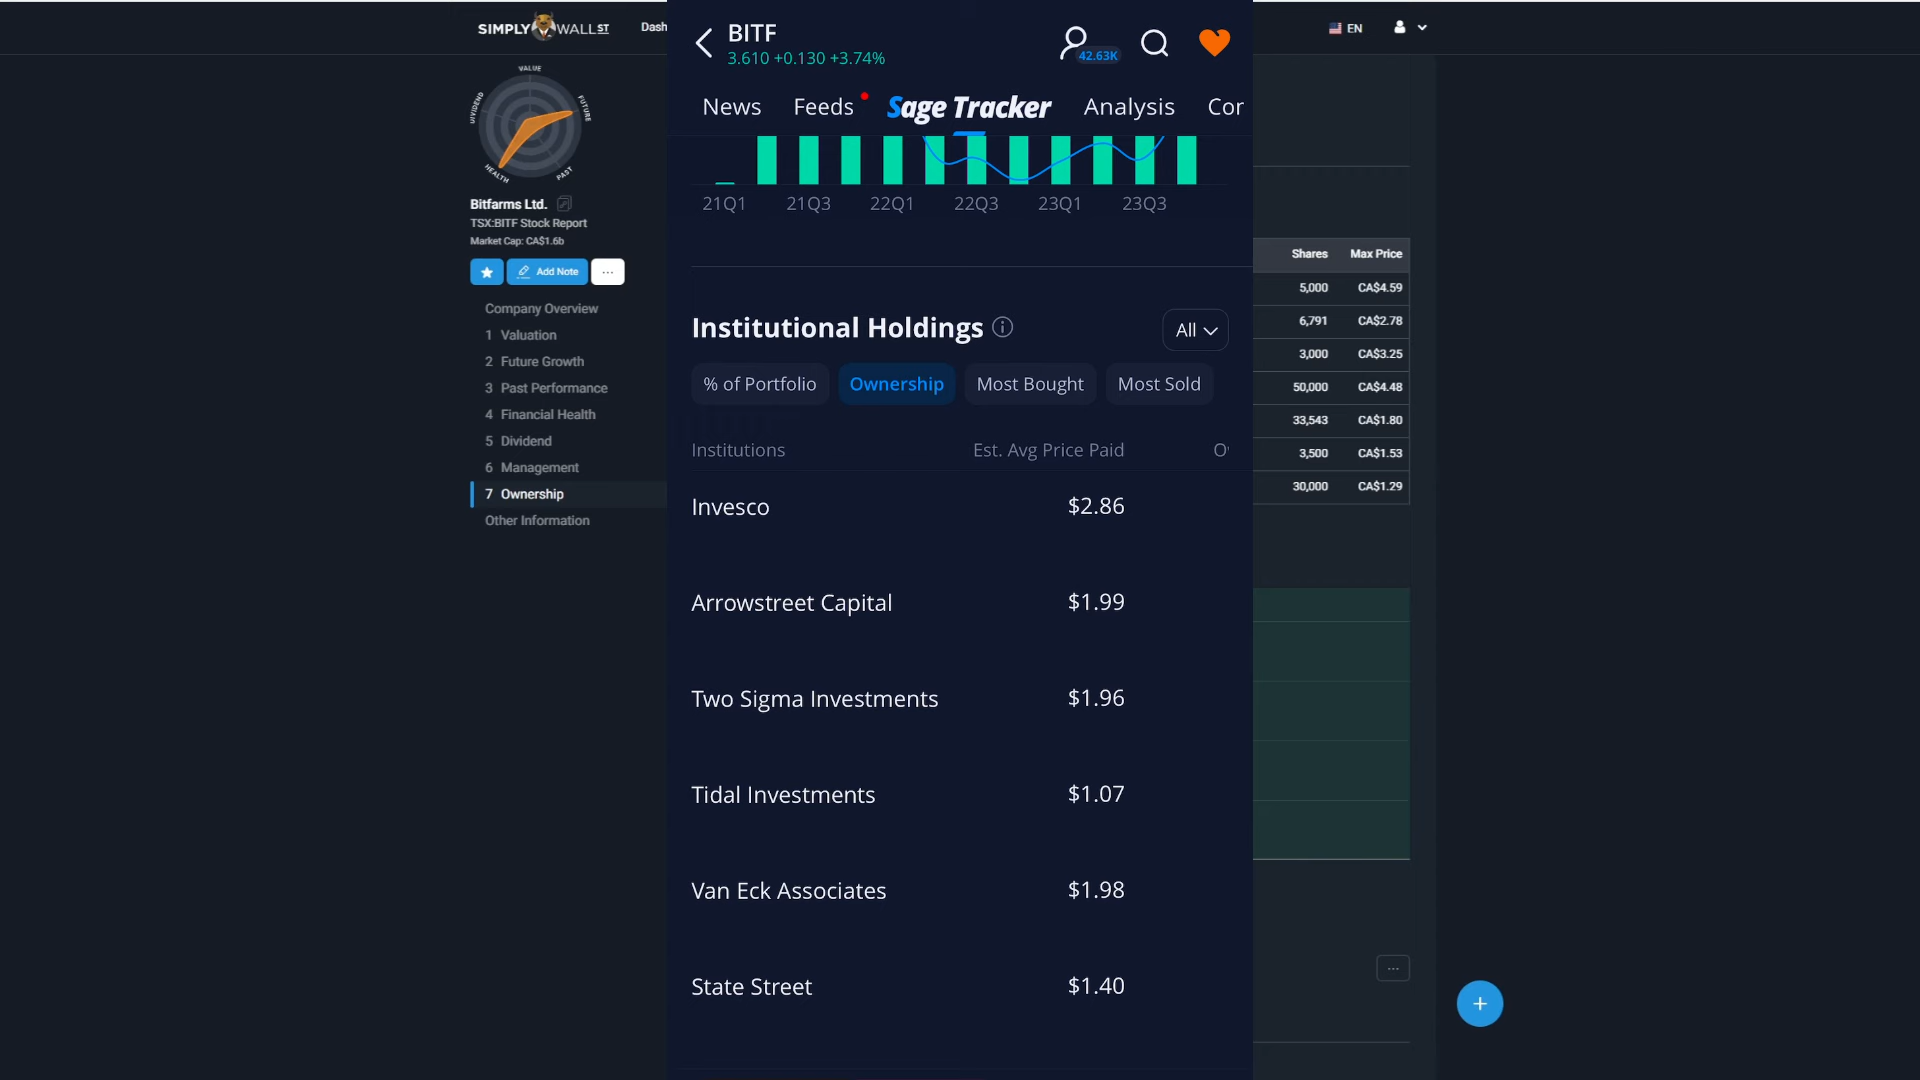 SIMPLY WALL ST
Dash
EN
VALUE
FUTURE
PAST
HEALTH
DIVIDEND
Bitfarms Ltd.
TSX:BITF Stock Report
Market Cap: CA$1.6b
Add Note
Company Overview
1 Valuation
2 Future Growth
3 Past Performance
4 Financial Health
5 Dividend
6 Management
7 Ownership
Other Information
BITF
3.610 +0.130 +3.74%
42.63K
News Feeds Sage Tracker Analysis Cor
21Q1 21Q3 22Q1 22Q3 23Q1 23Q3
Institutional Holdings
All
% of Portfolio Ownership Most Bought Most Sold
Institutions Est. Avg Price Paid O
Invesco $2.86
Arrowstreet Capital $1.99
Two Sigma Investments $1.96
Tidal Investments $1.07
Van Eck Associates $1.98
State Street $1.40
Shares Max Price
5,000 CA$4.59
6,791 CA$2.78
3,000 CA$3.25
50,000 CA$4.48
33,543 CA$1.80
3,500 CA$1.53
30,000 CA$1.29